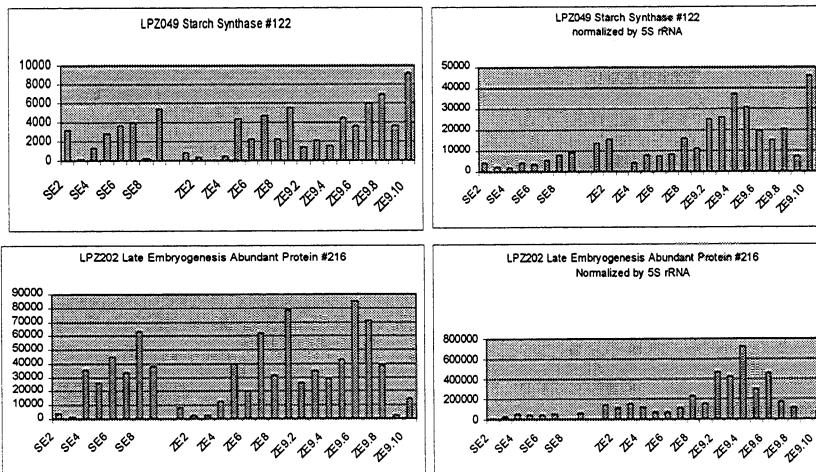 LPZ049 Starch Synthase #122
10000
8000
6000
4000
2000
0
SE2
SE4
SE6
SE8
ZE2
ZE4
ZE6
ZE8
ZE9.2
ZE9.4
ZE9.6
ZE9.8
ZE9.10
LPZ049 Starch Synthase #122
normalized by 5S rRNA
50000
40000
30000
20000
10000
0
SE2
SE4
SE6
SE8
ZE2
ZE4
ZE6
ZE8
ZE9.2
ZE9.4
ZE9.6
ZE9.8
ZE9.10
LPZ202 Late Embryogenesis Abundant Protein #216
90000
80000
70000
60000
50000
40000
30000
20000
10000
0
SE2
SE4
SE6
SE8
ZE2
ZE4
ZE6
ZE8
ZE9.2
ZE9.4
ZE9.6
ZE9.8
ZE9.10
LPZ202 Late Embryogenesis Abundant Protein #216
Normalized by 5S rRNA
800000
600000
400000
200000
0
SE2
SE4
SE6
SE8
ZE2
ZE4
ZE6
ZE8
ZE9.2
ZE9.4
ZE9.6
ZE9.8
ZE9.10